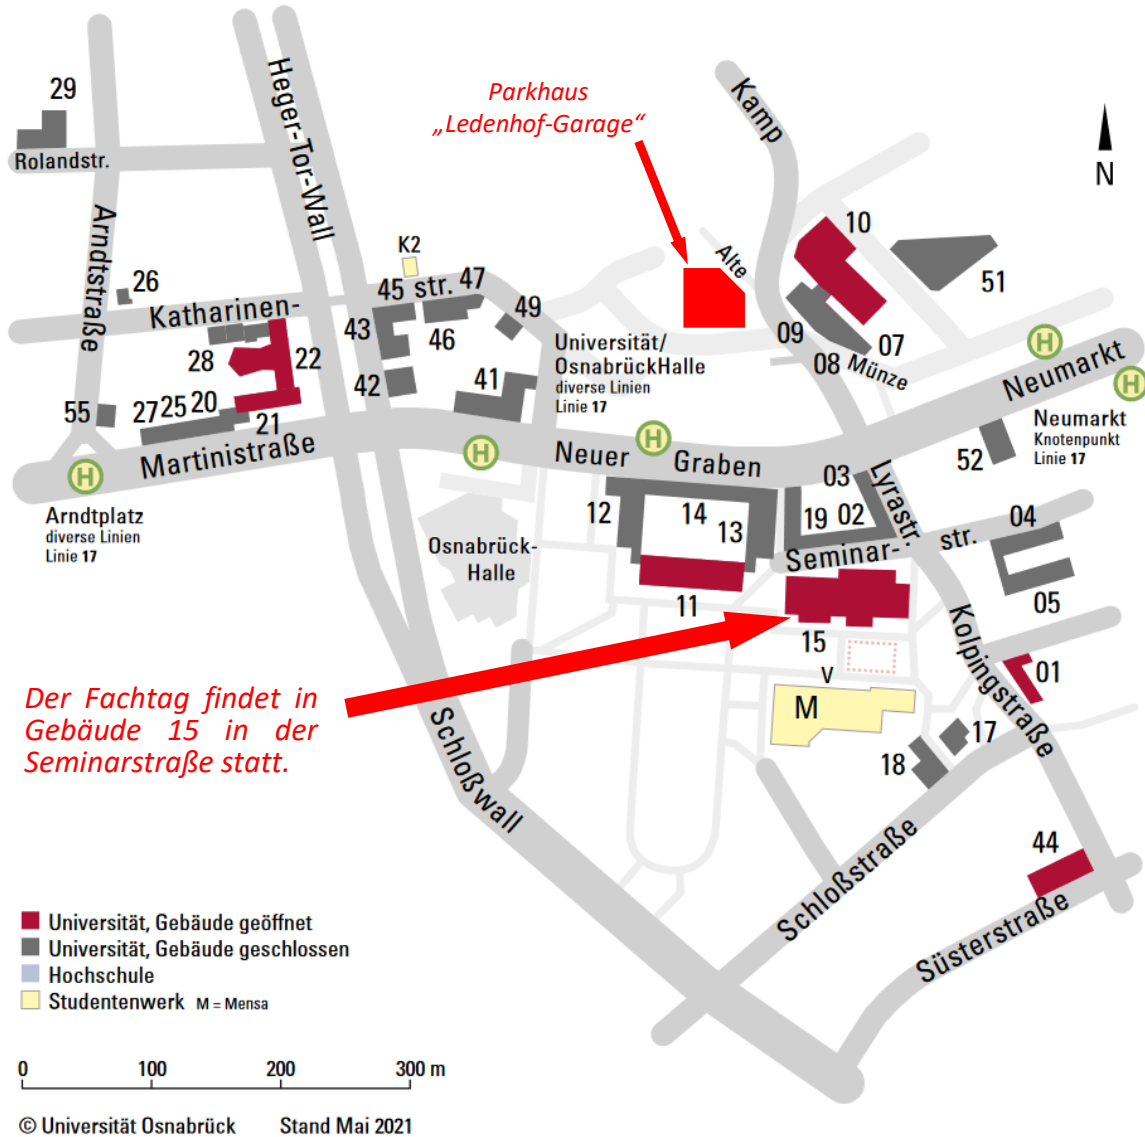 29
Rolandstr.
Arndtstraße
Heger-Tor-Wall
Parkhaus
„Ledenhof-Garage“
Kamp
N
10
51
Alte
K2
26
Katharinen-
45 str. 47
49
43
46
28
22
42
41
Universität/
OsnabrückHalle
diverse Linien
Linie 17
09
08
07
Münze
H
Neumarkt
H
Neumarkt
Knotenpunkt
Linie 17
55
27
25
20
21
Martinistraße
H
Neuer
H
Graben
H
Arndtplatz
diverse Linien
Linie 17
52
03
Lyrastr.
12
14
13
19
02
04
Seminar-
str.
Osnabrück-
Halle
11
15
05
Kolpingstraße
01
V
M
17
18
Der Fachtag findet in
Gebäude 15 in der
Seminarstraße statt.
Schloßwall
Schloßstraße
44
Süsterstraße
Universität, Gebäude geöffnet
Universität, Gebäude geschlossen
Hochschule
Studentenwerk M = Mensa
0 100 200 300 m
© Universität Osnabrück Stand Mai 2021